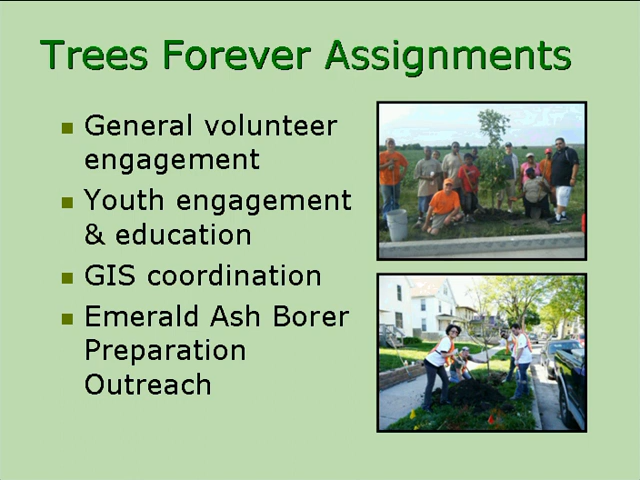 Trees Forever Assignments
General volunteer
engagement
Youth engagement
& education
GIS coordination
Emerald Ash Borer
Preparation
Outreach